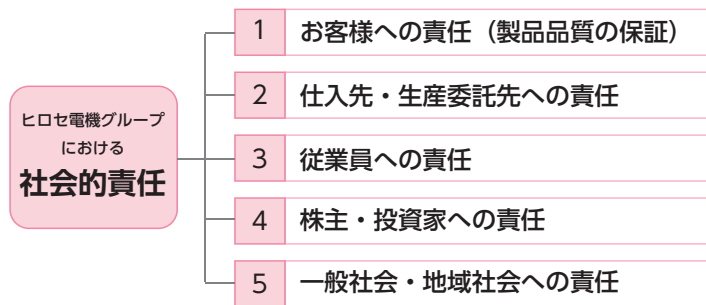 ヒロセ電機グループ
における
社会的責任
1 お客様への責任（製品品質の保証）
2 仕入先・生産委託先への責任
3 従業員への責任
4 株主・投資家への責任
5 一般社会・地域社会への責任